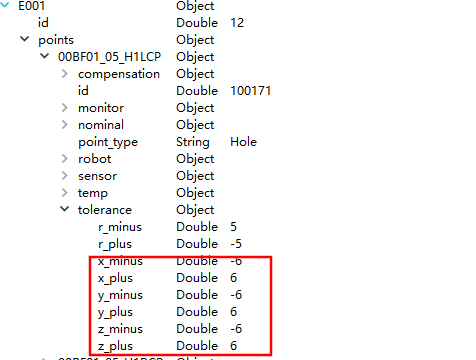 E001 Object
id Double 12
points Object
00BF01_05_H1LCP Object
compensation Object
id Double 100171
monitor Object
nominal Object
point_type String Hole
robot Object
sensor Object
temp Object
tolerance Object
r_minus Double 5
r_plus Double -5
x_minus Double -6
x_plus Double 6
y_minus Double -6
y_plus Double 6
z_minus Double -6
z_plus Double 6